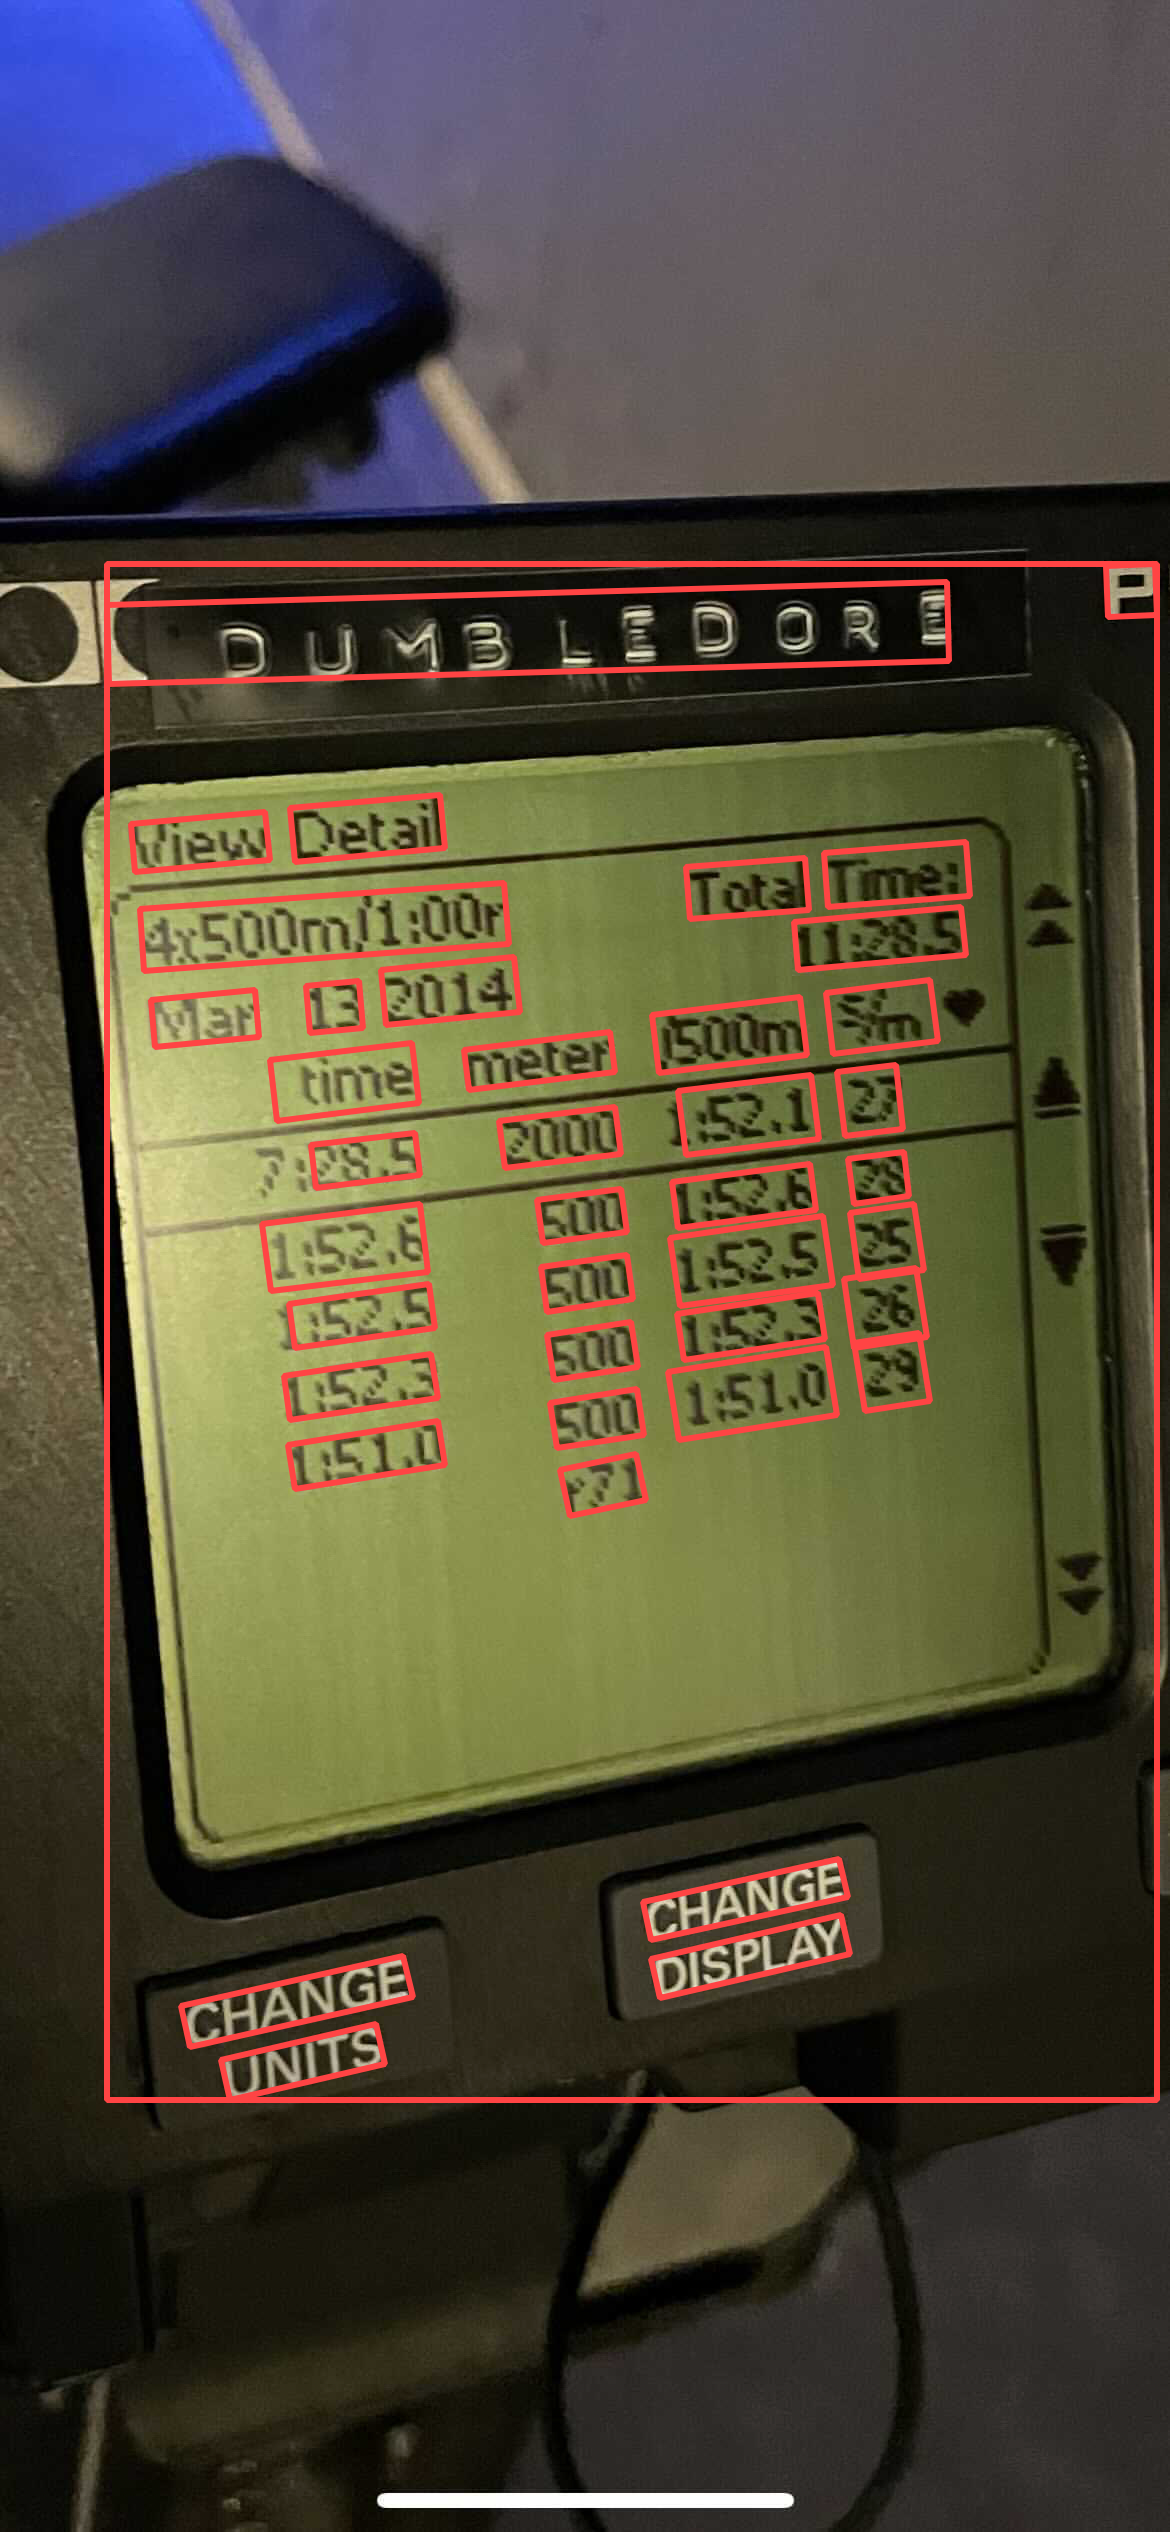 DUMBLEDORE
P
View Detail
4x500m/1:00r
Total Time:
11:28.5
Mar 13 2014
time meter /500m s/m
7:28.5 2000 1:52.1 27
1:52.6 500 1:52.6 28
1:52.5 500 1:52.5 25
1:52.3 500 1:52.3 26
1:51.0 500 1:51.0 29
r71
CHANGE
UNITS
CHANGE
DISPLAY